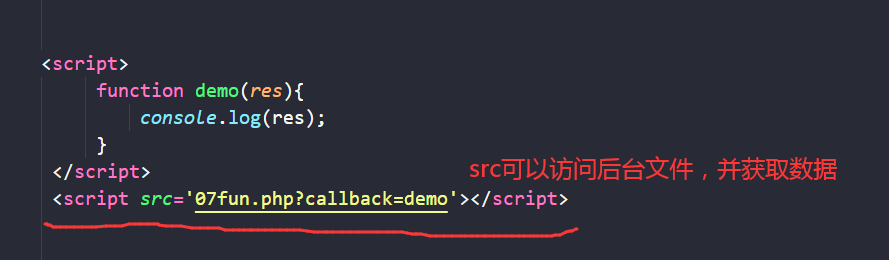 <script>
function demo(res){
console.log(res);
}
</script>
src可以访问后台文件，并获取数据
<script src='07fun.php?callback=demo'></script>